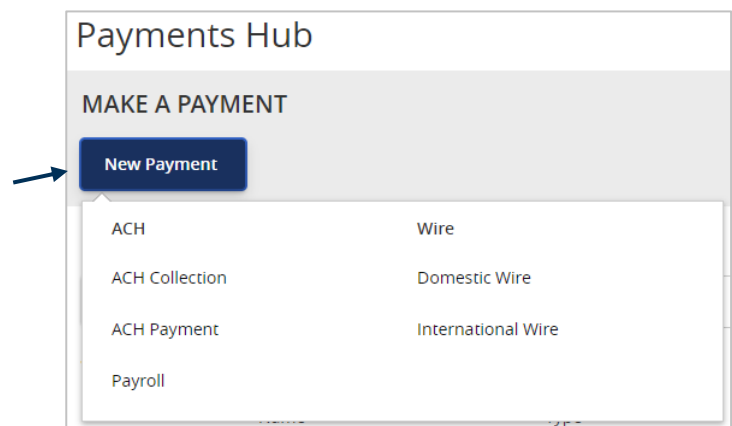 Payments Hub
MAKE A PAYMENT
New Payment
ACH
ACH Collection
ACH Payment
Payroll
Wire
Domestic Wire
International Wire